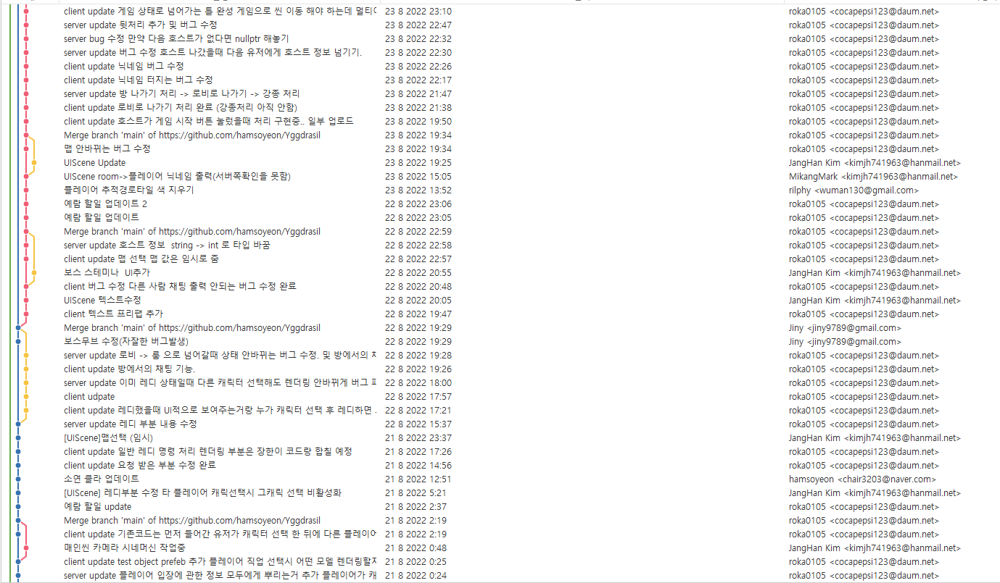 client update 게임 상태로 넘어가는 틀 완성 게임으로 씬 이동 해야 하는데 멀티 23 8 2022 23:10 roka0105 <cocapepsi123@daum.net>
server update 뒷처리 추가 및 버그 수정 23 8 2022 22:47 roka0105 <cocapepsi123@daum.net>
server bug 수정 만약 다음 호스트가 없다면 nullptr 해놓기 23 8 2022 22:32 roka0105 <cocapepsi123@daum.net>
server update 버그 수정 호스트 나갔을때 다음 유저에게 호스트 정보 넘기기. 23 8 2022 22:30 roka0105 <cocapepsi123@daum.net>
client update 닉네임 버그 수정 23 8 2022 22:26 roka0105 <cocapepsi123@daum.net>
client update 닉네임 터지는 버그 수정 23 8 2022 22:17 roka0105 <cocapepsi123@daum.net>
server update 방 나가기 처리 -> 로비로 나가기 -> 강종 처리 23 8 2022 21:47 roka0105 <cocapepsi123@daum.net>
client update 로비로 나가기 처리 완료 (강종처리 아직 안함) 23 8 2022 21:38 roka0105 <cocapepsi123@daum.net>
client update 호스트가 게임 시작 버튼 눌렀을때 처리 구현중.. 일부 업로드 23 8 2022 19:50 roka0105 <cocapepsi123@daum.net>
Merge branch 'main' of https://github.com/hamsoyeon/Yggdrasil 23 8 2022 19:34 roka0105 <cocapepsi123@daum.net>
맵 안바뀌는 버그 수정 23 8 2022 19:34 roka0105 <cocapepsi123@daum.net>
UIScene Update 23 8 2022 19:25 JangHan Kim <kimjh741963@hanmail.net>
UIScene room->플레이어 닉네임 출력(서버쪽확인을 못함) 23 8 2022 15:05 MikangMark <kimjh741963@hanmail.net>
플레이어 추적경로타일 색 지우기 23 8 2022 13:52 rilphy <wuman130@gmail.com>
예람 할일 업데이트 2 22 8 2022 23:06 roka0105 <cocapepsi123@daum.net>
예람 할일 업데이트 22 8 2022 23:05 roka0105 <cocapepsi123@daum.net>
Merge branch 'main' of https://github.com/hamsoyeon/Yggdrasil 22 8 2022 22:59 roka0105 <cocapepsi123@daum.net>
server update 호스트 정보  string -> int 로 타입 바꿈 22 8 2022 22:58 roka0105 <cocapepsi123@daum.net>
client update 맵 선택 맵 값은 임시로 줌 22 8 2022 22:57 roka0105 <cocapepsi123@daum.net>
보스 스테미나  UI추가 22 8 2022 20:55 JangHan Kim <kimjh741963@hanmail.net>
client 버그 수정 다른 사람 채팅 출력 안되는 버그 수정 완료 22 8 2022 20:48 roka0105 <cocapepsi123@daum.net>
UIScene 텍스트수정 22 8 2022 20:05 JangHan Kim <kimjh741963@hanmail.net>
client 텍스트 프리팹 추가 22 8 2022 19:47 roka0105 <cocapepsi123@daum.net>
Merge branch 'main' of https://github.com/hamsoyeon/Yggdrasil 22 8 2022 19:29 Jiny <jiny9789@gmail.com>
보스무브 수정(자잘한 버그발생) 22 8 2022 19:29 Jiny <jiny9789@gmail.com>
server update 로비 -> 룸 으로 넘어갈때 상태 안바뀌는 버그 수정. 및 방에서의 22 8 2022 19:28 roka0105 <cocapepsi123@daum.net>
client update 방에서의 채팅 기능. 22 8 2022 19:26 roka0105 <cocapepsi123@daum.net>
server update 이미 레디 상태일때 다른 캐릭터 선택해도 렌더링 안바뀌게 버그 22 8 2022 18:00 roka0105 <cocapepsi123@daum.net>
client udpate 22 8 2022 17:57 roka0105 <cocapepsi123@daum.net>
client update 레디했을때 UI적으로 보여주는거랑 누가 캐릭터 선택 후 레디하면 22 8 2022 17:21 roka0105 <cocapepsi123@daum.net>
server update 레디 부분 내용 수정 22 8 2022 15:37 roka0105 <cocapepsi123@daum.net>
[UIScene]맵선택 (임시) 21 8 2022 23:37 JangHan Kim <kimjh741963@hanmail.net>
client update 일반 레디 명령 처리 렌더링 부분은 장한이 코드랑 합칠 예정 21 8 2022 17:26 roka0105 <cocapepsi123@daum.net>
client update 요청 받은 부분 수정 완료 21 8 2022 14:56 roka0105 <cocapepsi123@daum.net>
소연 클라 업데이트 21 8 2022 12:51 hamsoyeon <chair3203@naver.com>
[UIScene] 레디부분 수정 타 플레이어 캐릭선택시 그캐릭 선택 비활성화 21 8 2022 5:21 JangHan Kim <kimjh741963@hanmail.net>
예람 할일 update 21 8 2022 2:37 roka0105 <cocapepsi123@daum.net>
Merge branch 'main' of https://github.com/hamsoyeon/Yggdrasil 21 8 2022 2:19 roka0105 <cocapepsi123@daum.net>
client update 기존코드는 먼저 들어간 유저가 캐릭터 선택 한 뒤에 다른 플레이어 21 8 2022 2:19 roka0105 <cocapepsi123@daum.net>
매인씬 카메라 시네머신 작업중 21 8 2022 0:48 JangHan Kim <kimjh741963@hanmail.net>
client update test object prefeb 추가 플레이어 직업 선택시 어떤 모델 렌더링할지 21 8 2022 0:25 roka0105 <cocapepsi123@daum.net>
server update 플레이어 입장에 관한 정보 모두에게 뿌리는거 추가 플레이어가 캐 21 8 2022 0:24 roka0105 <cocapepsi123@daum.net>